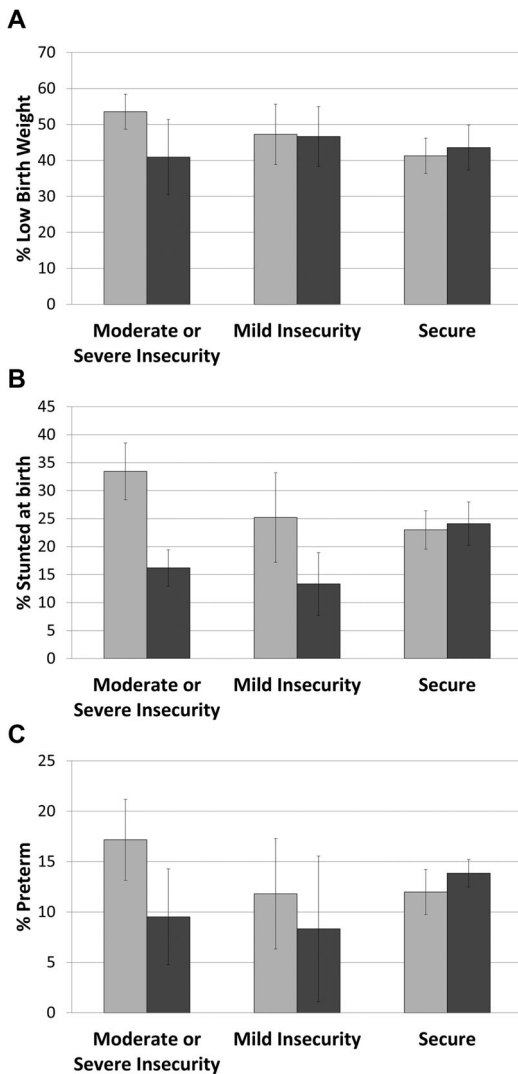 A
70
60
50
40
30
20
10
0
% Low Birth Weight
Moderate or
Severe Insecurity
Mild Insecurity
Secure
B
45
40
35
30
25
20
15
10
5
0
% Stunted at birth
Moderate or
Severe Insecurity
Mild Insecurity
Secure
C
25
20
15
10
5
0
% Preterm
Moderate or
Severe Insecurity
Mild Insecurity
Secure